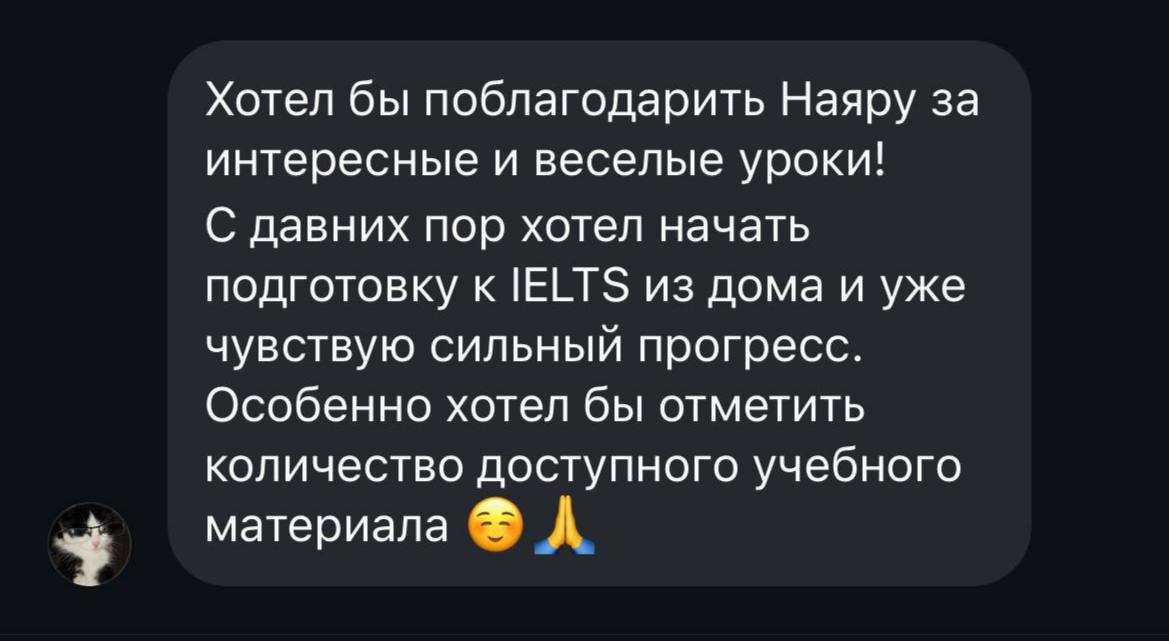 Хотел бы поблагодарить Наяру за
интересные и веселые уроки!
С давних пор хотел начать
подготовку к IELTS из дома и уже
чувствую сильный прогресс.
Особенно хотел бы отметить
количество доступного учебного
материала ☺️🙏